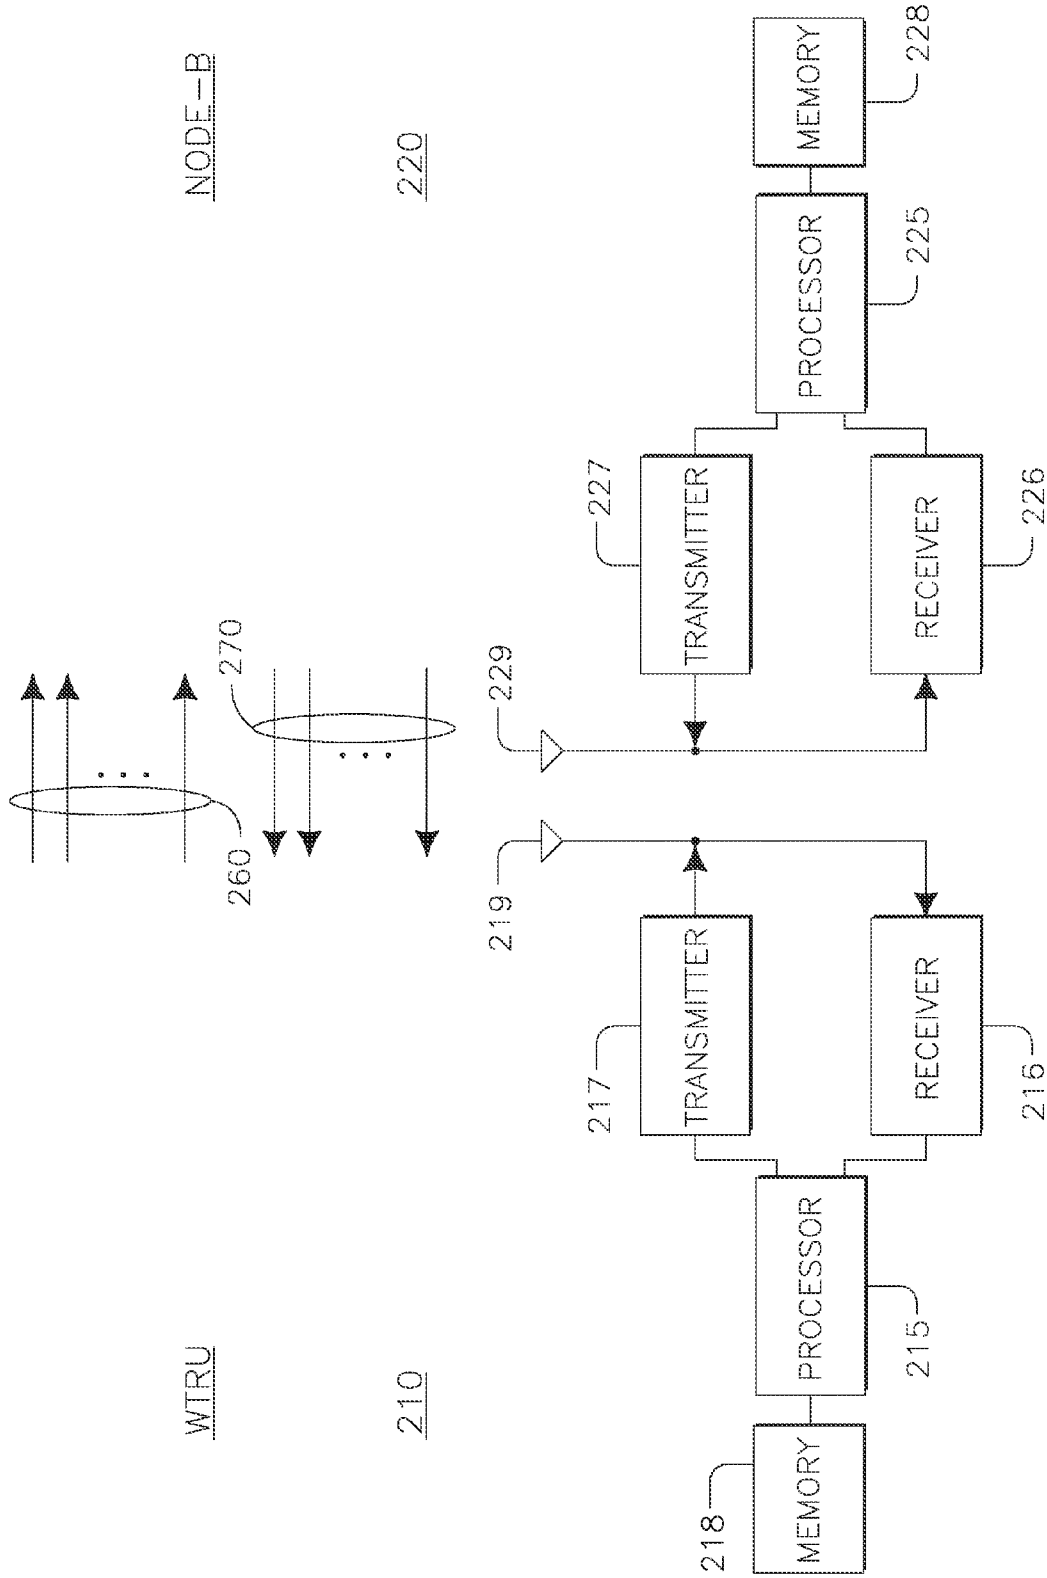 WTRU
NODE-B
210
220
260
270
219
229
217
TRANSMITTER
TRANSMITTER
227
218
MEMORY
PROCESSOR
215
PROCESSOR
225
MEMORY
228
RECEIVER
216
RECEIVER
226